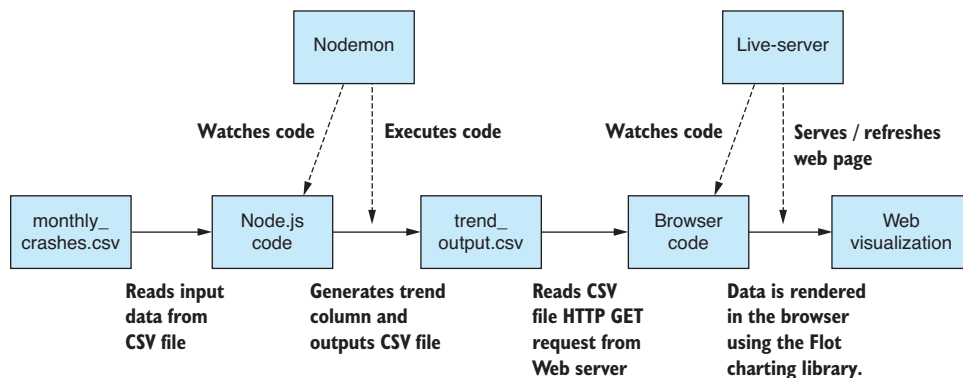 Nodemon
Live-server
Watches code
Executes code
Watches code
Serves / refreshes
web page
monthly_
crashes.csv
Node.js
code
trend_
output.csv
Browser
code
Web
visualization
Reads input
data from
CSV file
Generates trend
column and
outputs CSV file
Reads CSV
file HTTP GET
request from
Web server
Data is rendered
in the browser
using the Flot
charting library.